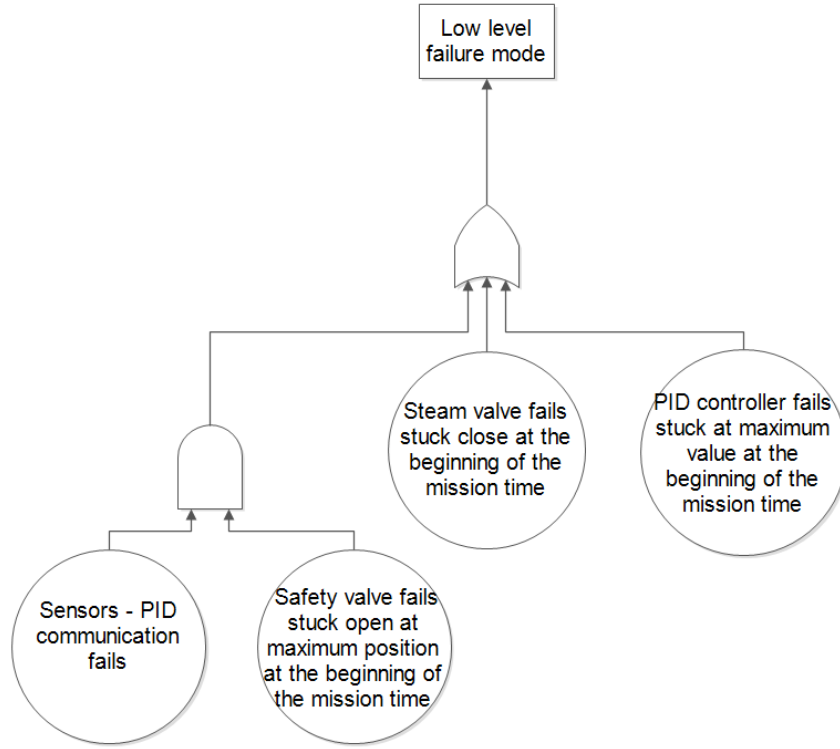 Low level
failure mode
Steam valve fails
stuck close at the
beginning of the
mission time
PID controller fails
stuck at maximum
value at the
beginning of the
mission time
Sensors - PID
communication
fails
Safety valve fails
stuck open at
maximum position
at the beginning of
the mission time